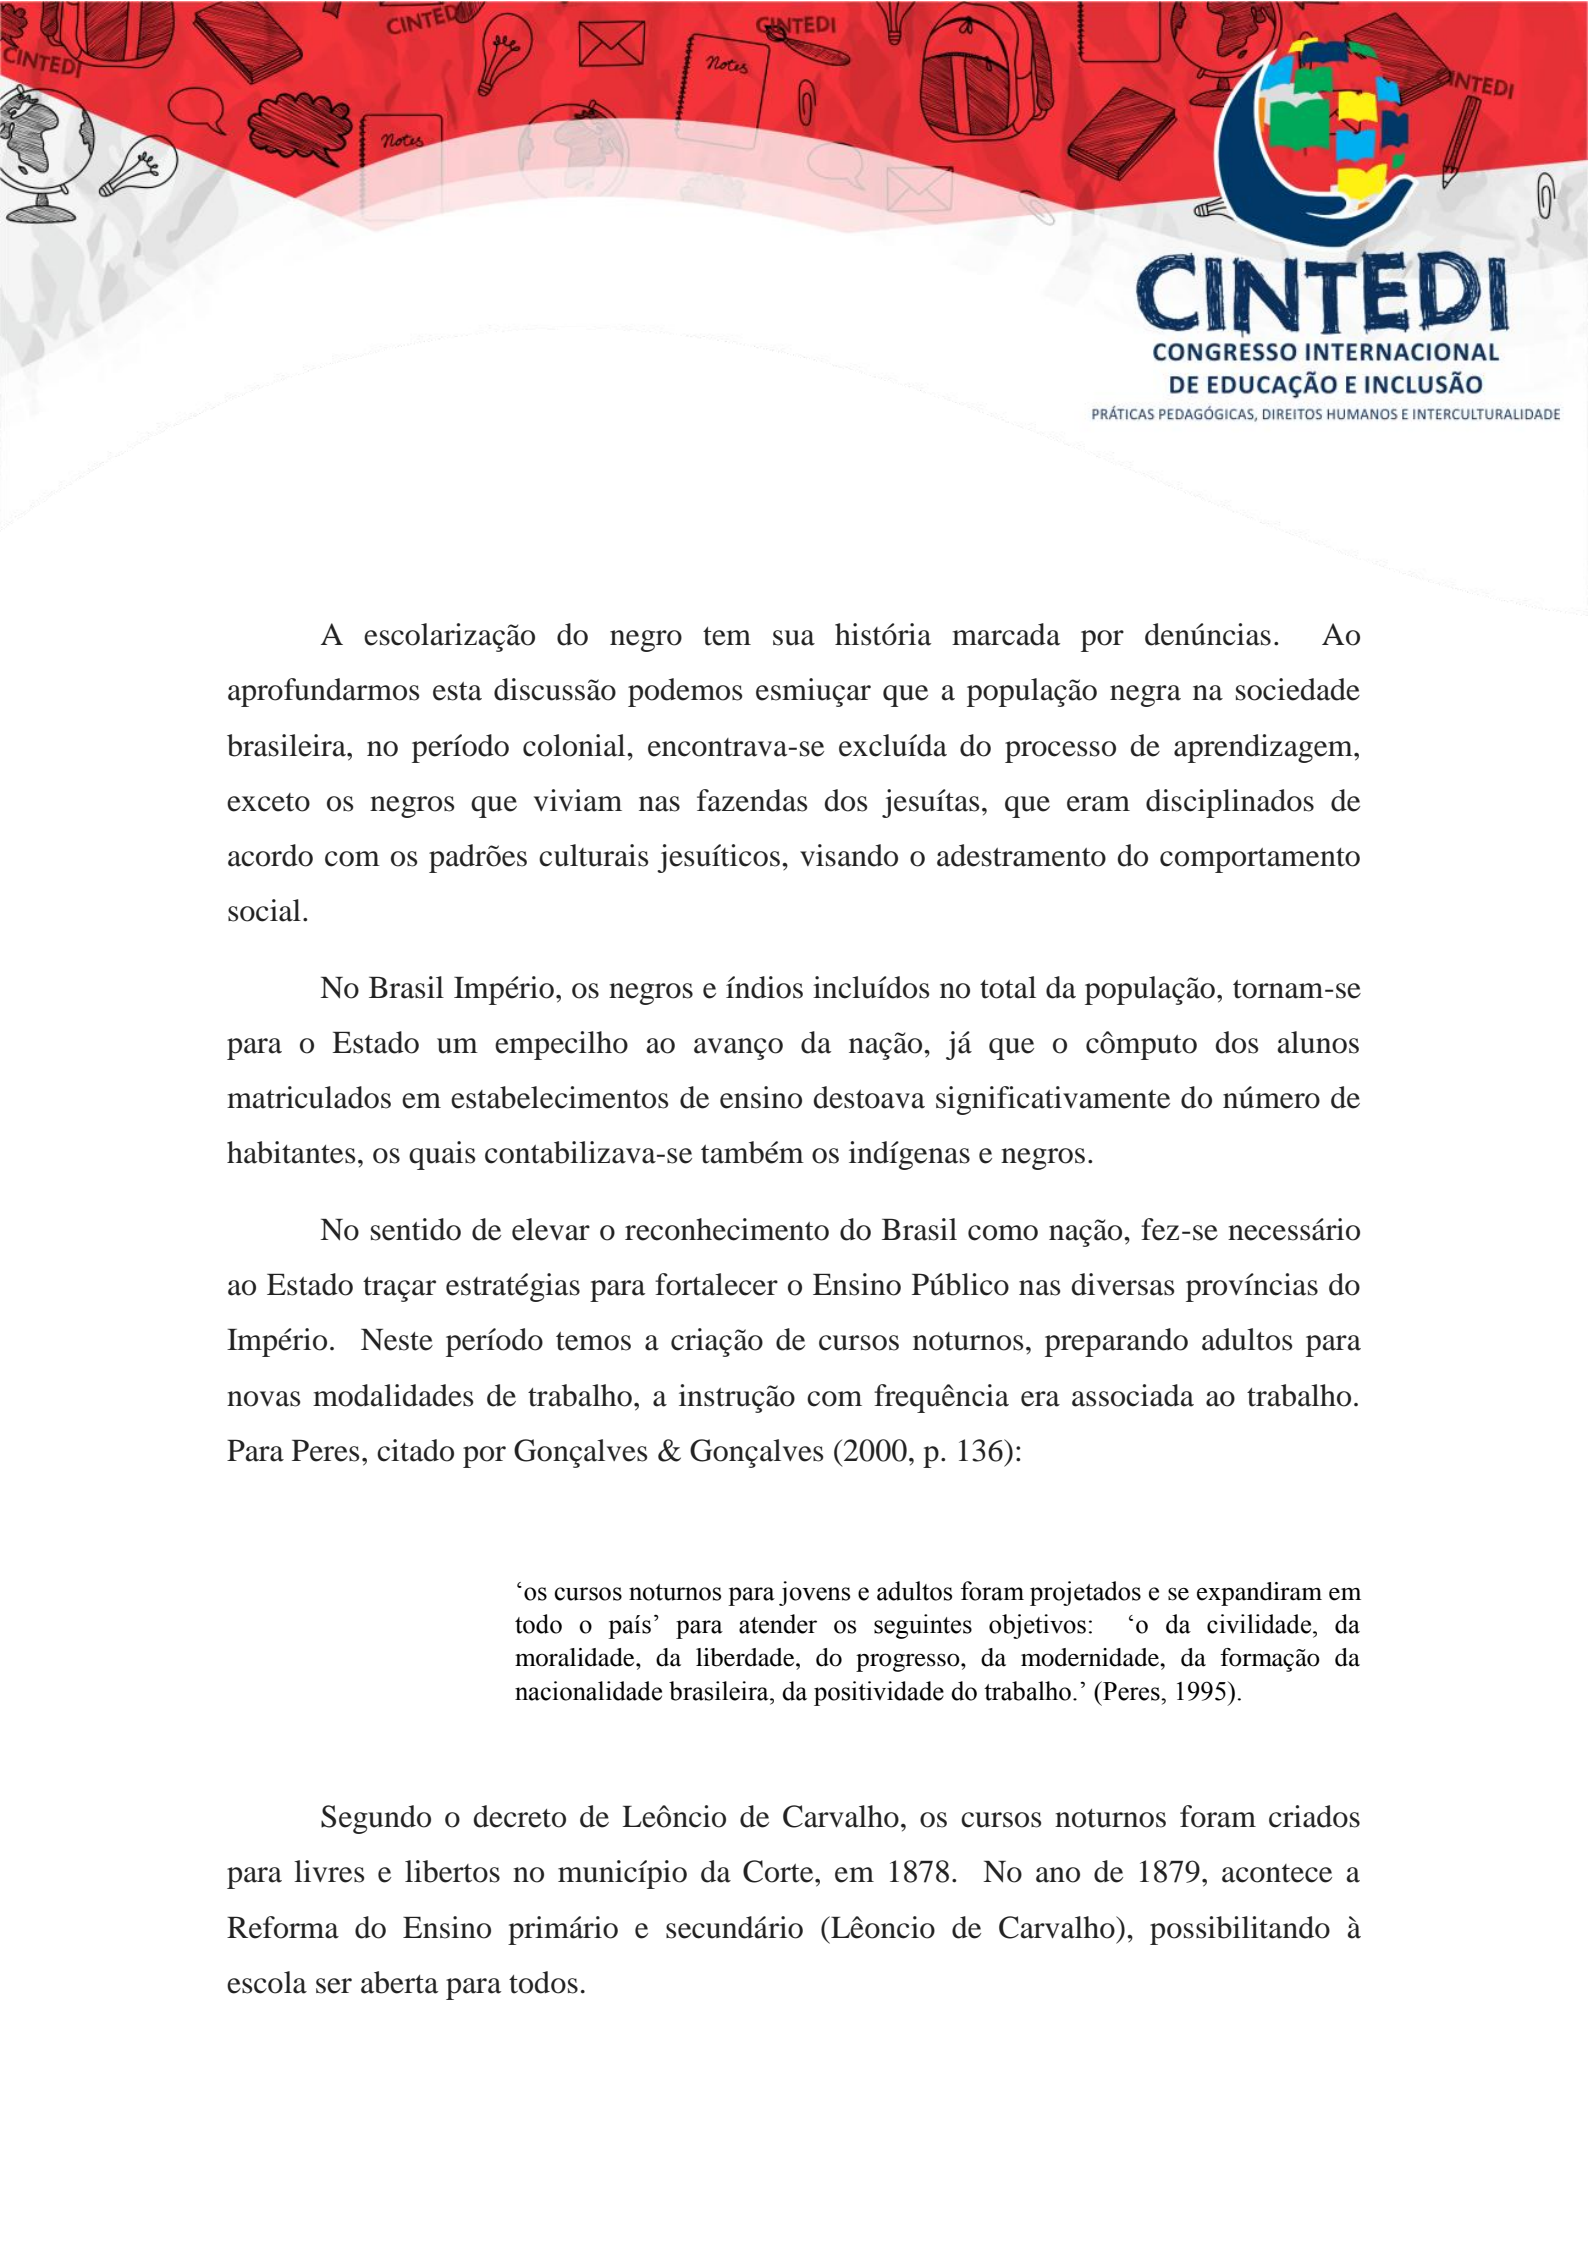 CINTEDI
CINTEDI
CINTEDI
CINTEDI
Notes
Notes
CINTEDI
CONGRESSO INTERNACIONAL
DE EDUCAÇÃO E INCLUSÃO
PRÁTICAS PEDAGÓGICAS, DIREITOS HUMANOS E INTERCULTURALIDADE
A escolarização do negro tem sua história marcada por denúncias. Ao
aprofundarmos esta discussão podemos esmiuçar que a população negra na sociedade
brasileira, no período colonial, encontrava-se excluída do processo de aprendizagem,
exceto os negros que viviam nas fazendas dos jesuítas, que eram disciplinados de
acordo com os padrões culturais jesuíticos, visando o adestramento do comportamento
social.
No Brasil Império, os negros e índios incluídos no total da população, tornam-se
para o Estado um empecilho ao avanço da nação, já que o cômputo dos alunos
matriculados em estabelecimentos de ensino destoava significativamente do número de
habitantes, os quais contabilizava-se também os indígenas e negros.
No sentido de elevar o reconhecimento do Brasil como nação, fez-se necessário
ao Estado traçar estratégias para fortalecer o Ensino Público nas diversas províncias do
Império. Neste período temos a criação de cursos noturnos, preparando adultos para
novas modalidades de trabalho, a instrução com frequência era associada ao trabalho.
Para Peres, citado por Gonçalves & Gonçalves (2000, p. 136):
‘os cursos noturnos para jovens e adultos foram projetados e se expandiram em
todo o país’ para atender os seguintes objetivos: ‘o da civilidade, da
moralidade, da liberdade, do progresso, da modernidade, da formação da
nacionalidade brasileira, da positividade do trabalho.’ (Peres, 1995).
Segundo o decreto de Leôncio de Carvalho, os cursos noturnos foram criados
para livres e libertos no município da Corte, em 1878. No ano de 1879, acontece a
Reforma do Ensino primário e secundário (Lêoncio de Carvalho), possibilitando à
escola ser aberta para todos.